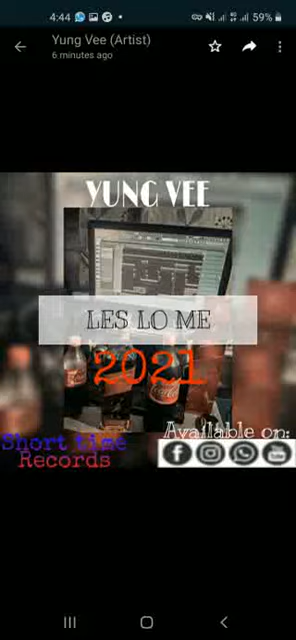 4:44
59%
Yung Vee (Artist)
6 minutes ago
YUNG VEE
LES LO ME
2021
Short time
Records
Available on: